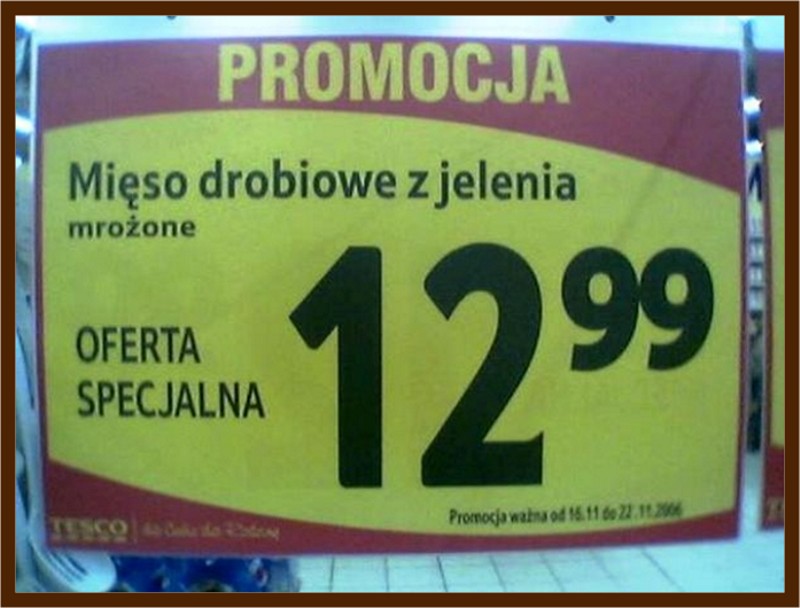 PROMOCJA
Mięso drobiowe z jelenia
mrożone
12 99
OFERTA
SPECJALNA
Promocja ważna od 16.11 do 22.11.2006
TESCO